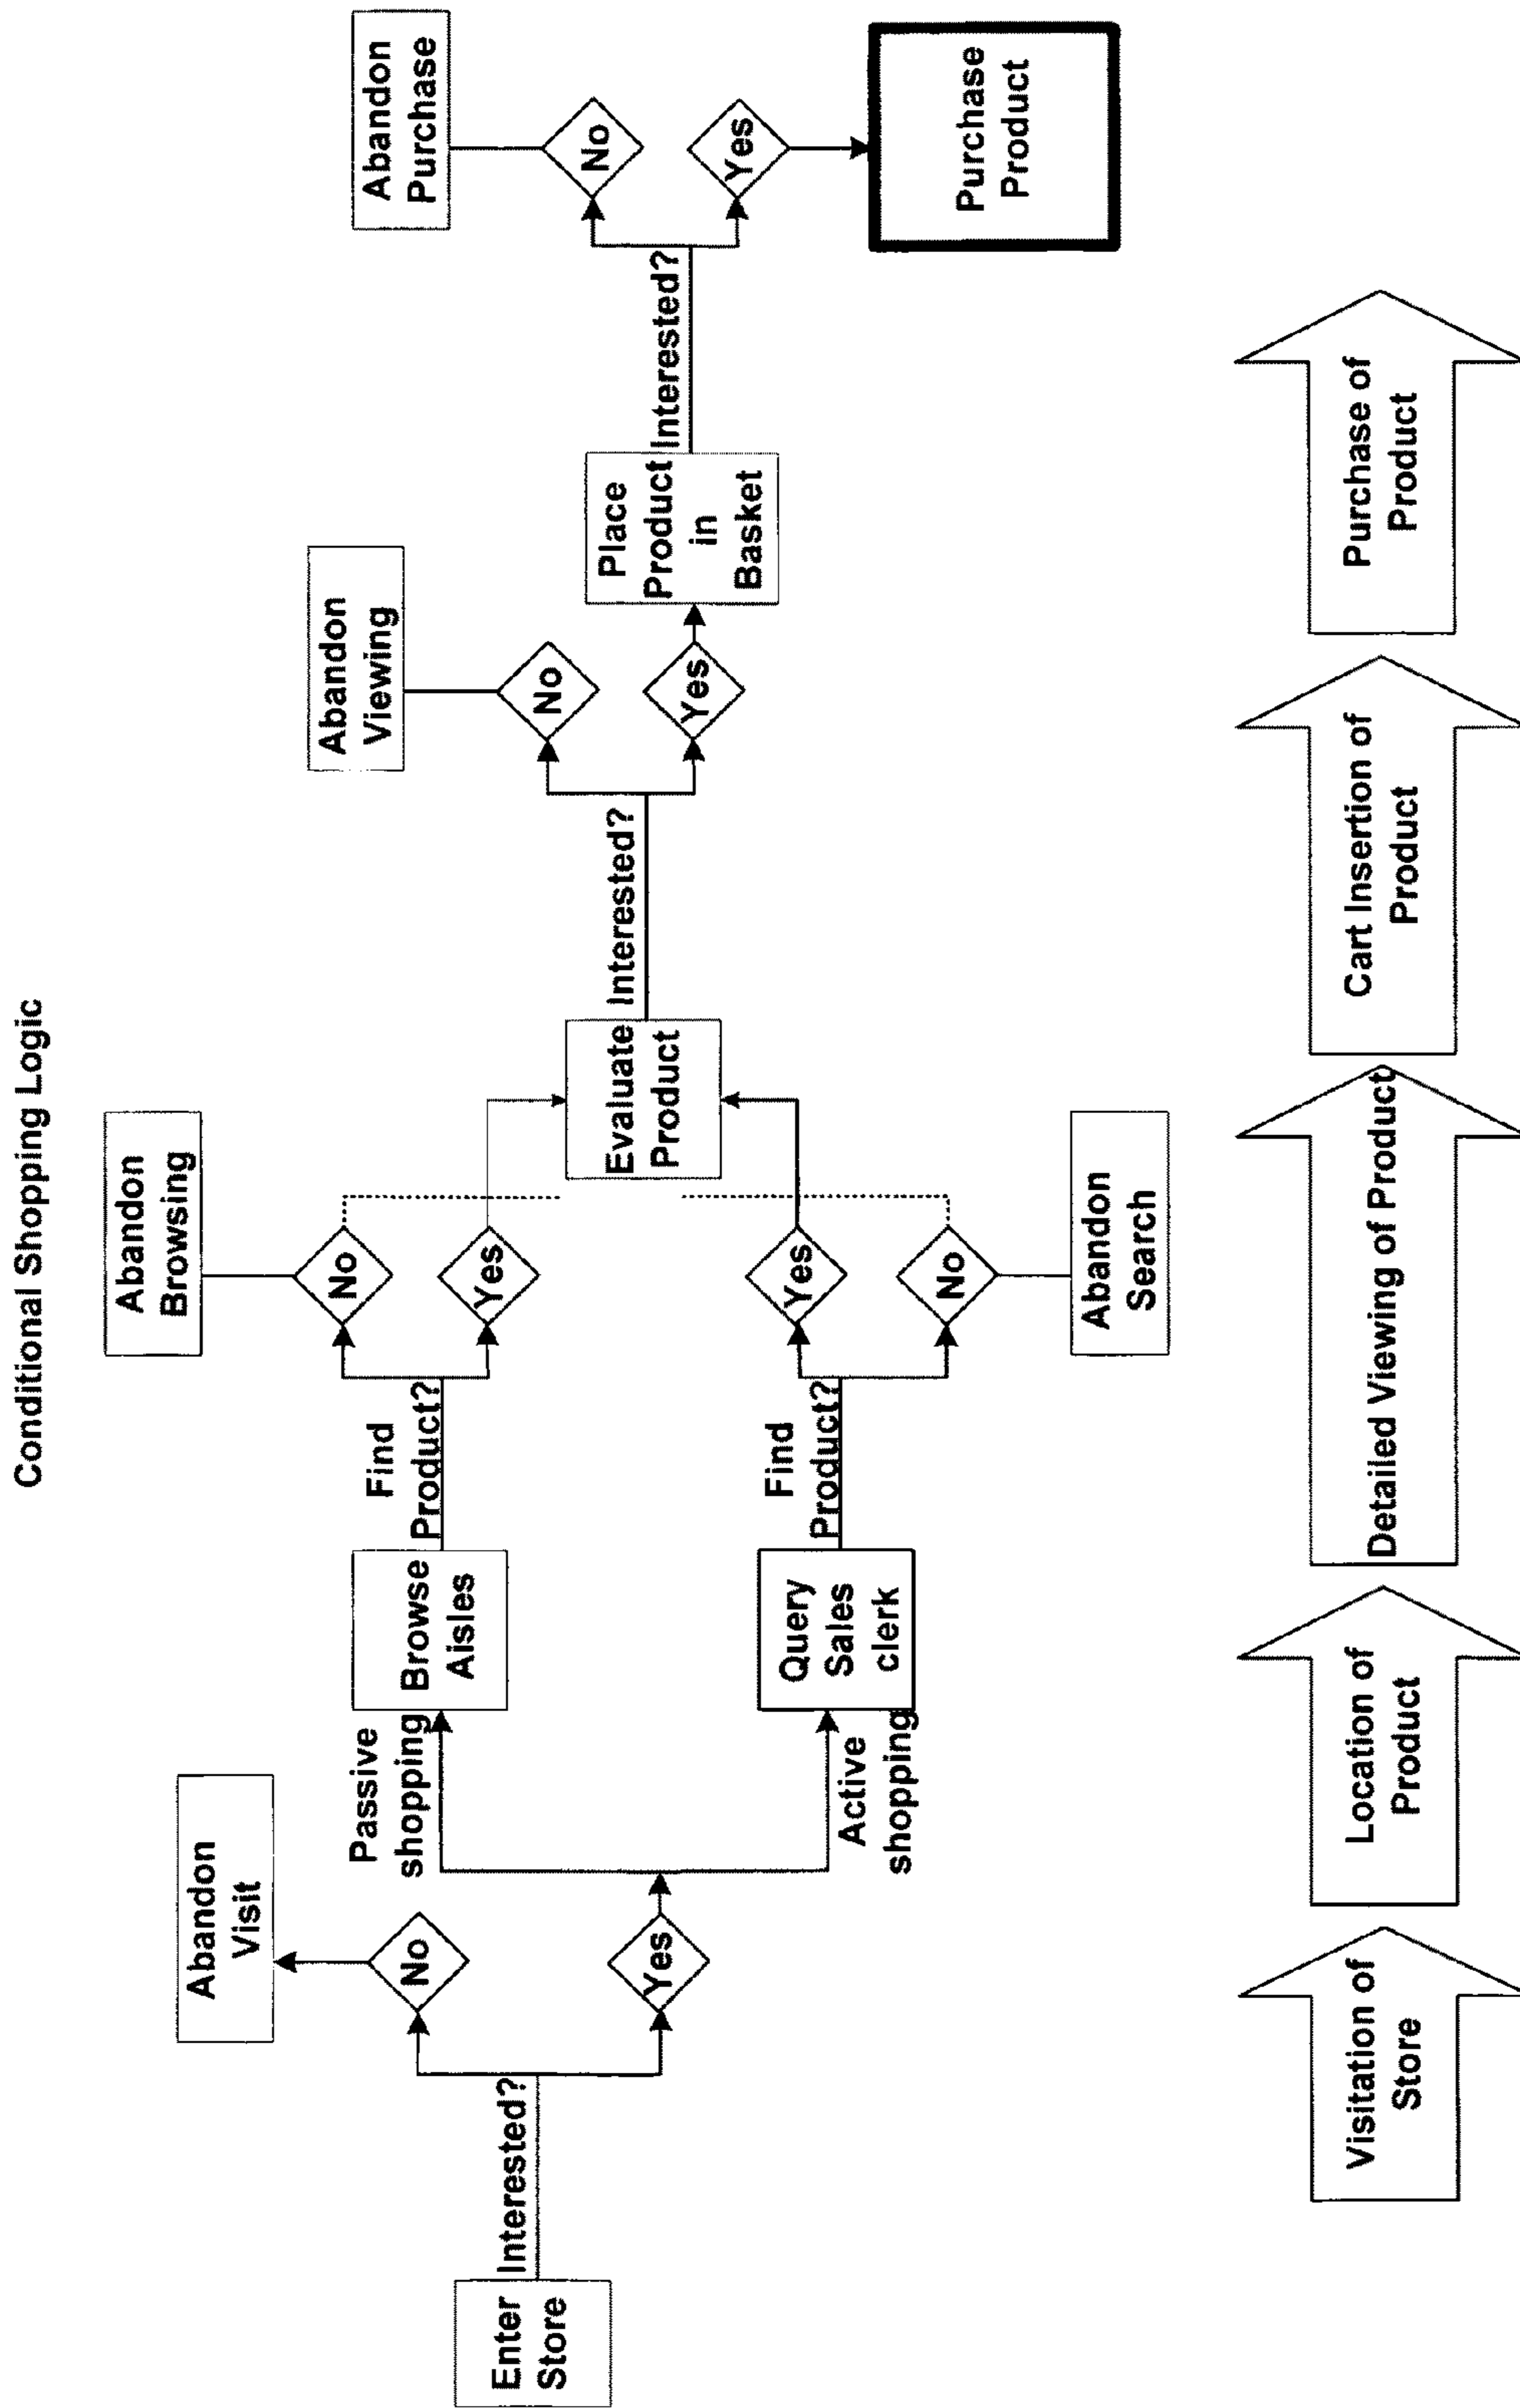 Conditional Shopping Logic
Enter
Store
Interested?
No
Abandon
Visit
Yes
Passive
shopping
Browse
Aisles
Find
Product?
No
Abandon
Browsing
Yes
Active
shopping
Query
Sales
clerk
Find
Product?
Yes
No
Abandon
Search
Evaluate
Product
Interested?
No
Abandon
Viewing
Yes
Place
Product
in
Basket
Interested?
No
Abandon
Purchase
Yes
Purchase
Product
Visitation of
Store
Location of
Product
Detailed Viewing of Product
Cart Insertion of
Product
Purchase of
Product